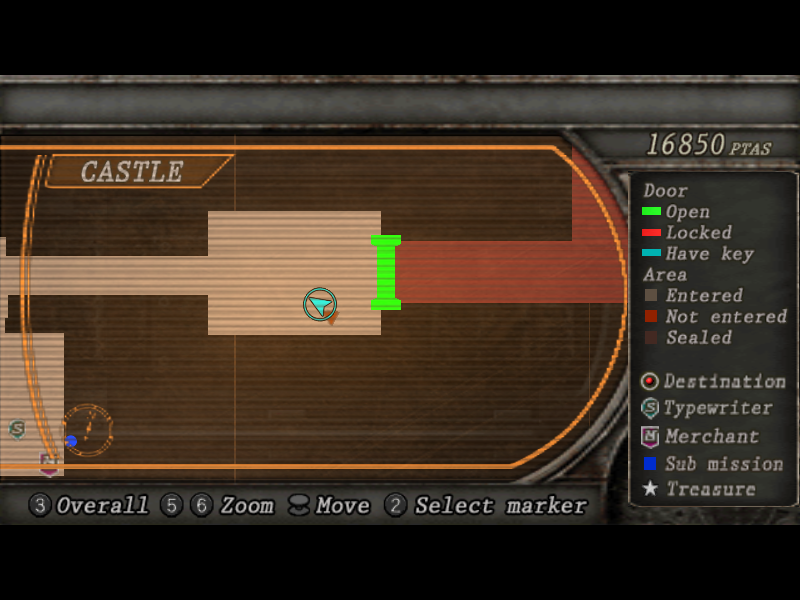 CASTLE
16850 PTAS
Door
Open
Locked
Have key
Area
Entered
Not entered
Sealed
Destination
S Typewriter
M Merchant
Sub mission
Treasure
S
M
3 Overall 5 6 Zoom Move 2 Select marker